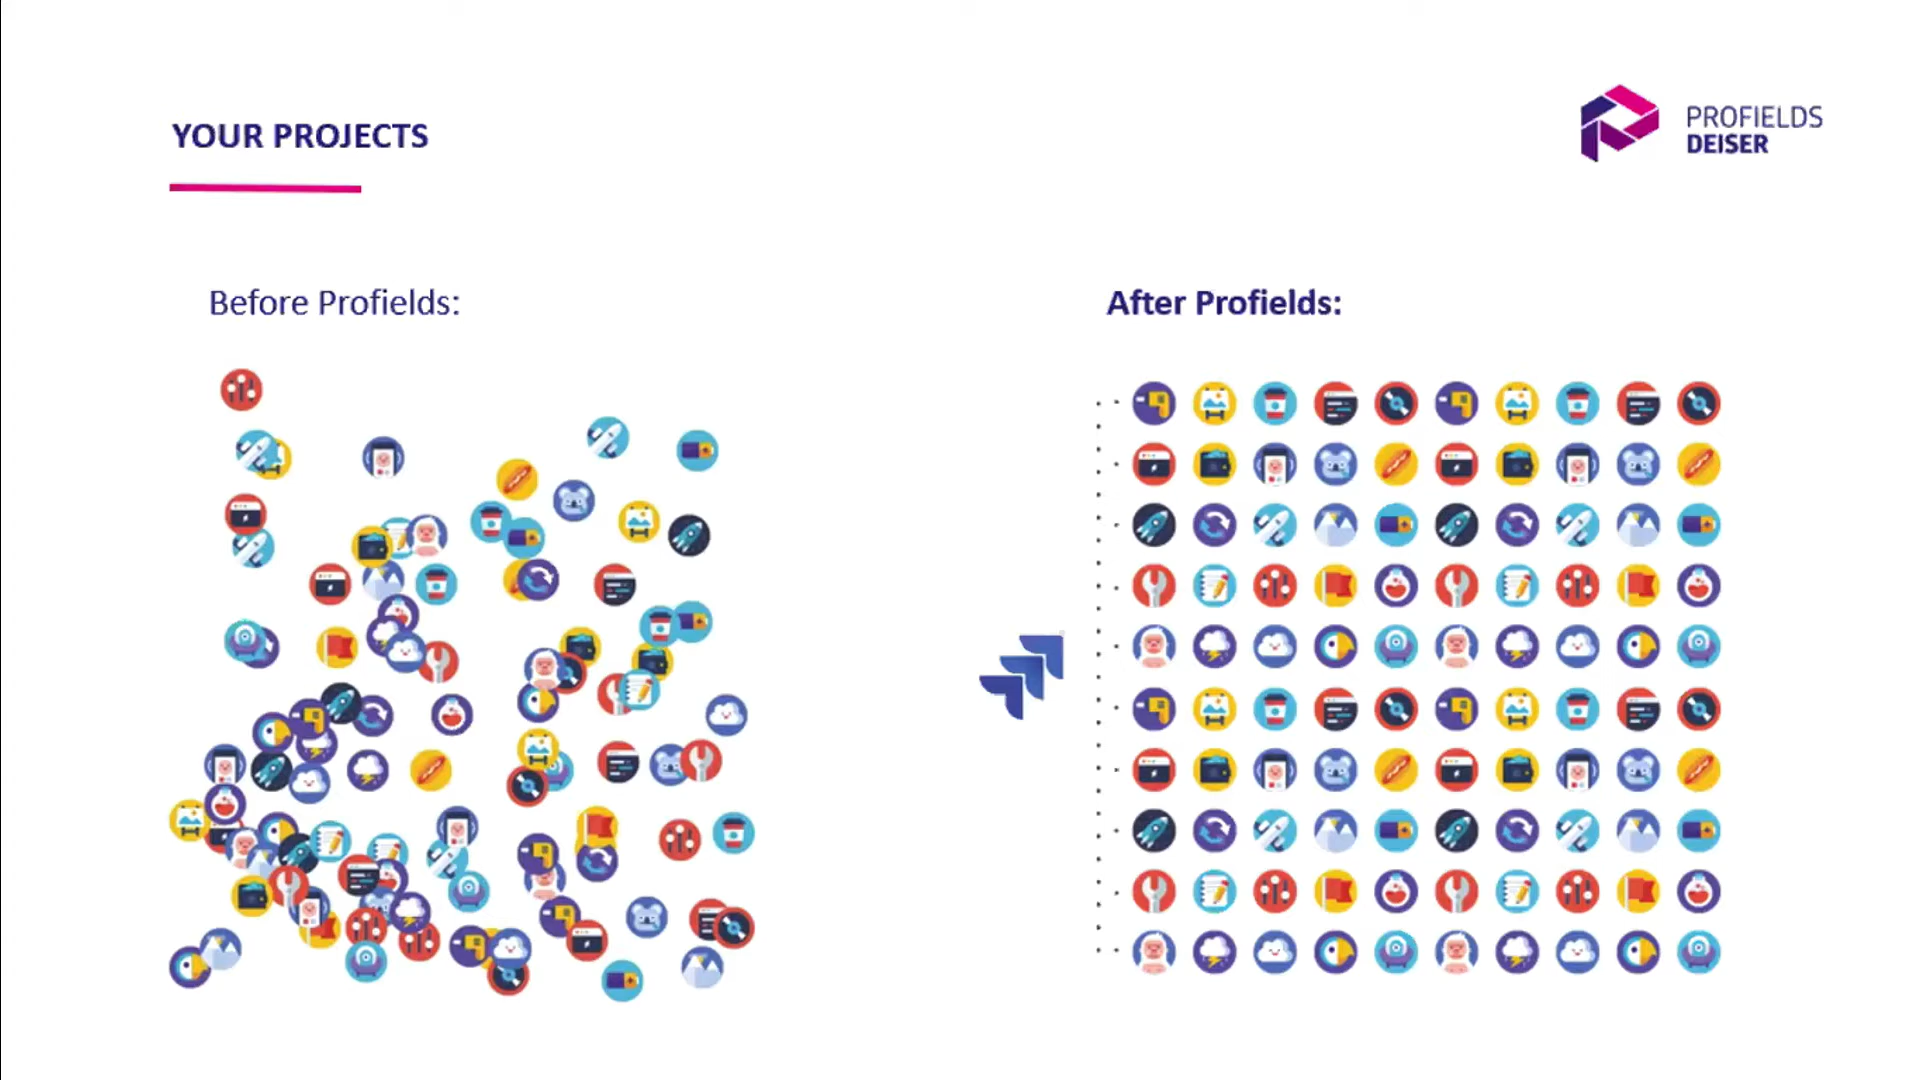 YOUR PROJECTS
PROFIELDS
DEISER
Before Profields:
After Profields: